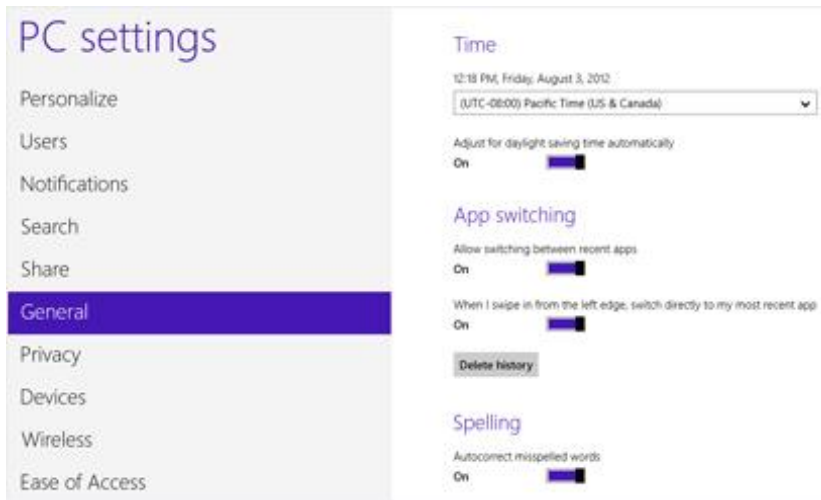 PC settings
Personalize
Users
Notifications
Search
Share
General
Privacy
Devices
Wireless
Ease of Access
Time
12:18 PM, Friday, August 3, 2012
(UTC-08:00) Pacific Time (US & Canada)
Adjust for daylight saving time automatically
On
App switching
Allow switching between recent apps
On
When I swipe in from the left edge, switch directly to my most recent app
On
Delete history
Spelling
Autocorrect misspelled words
On